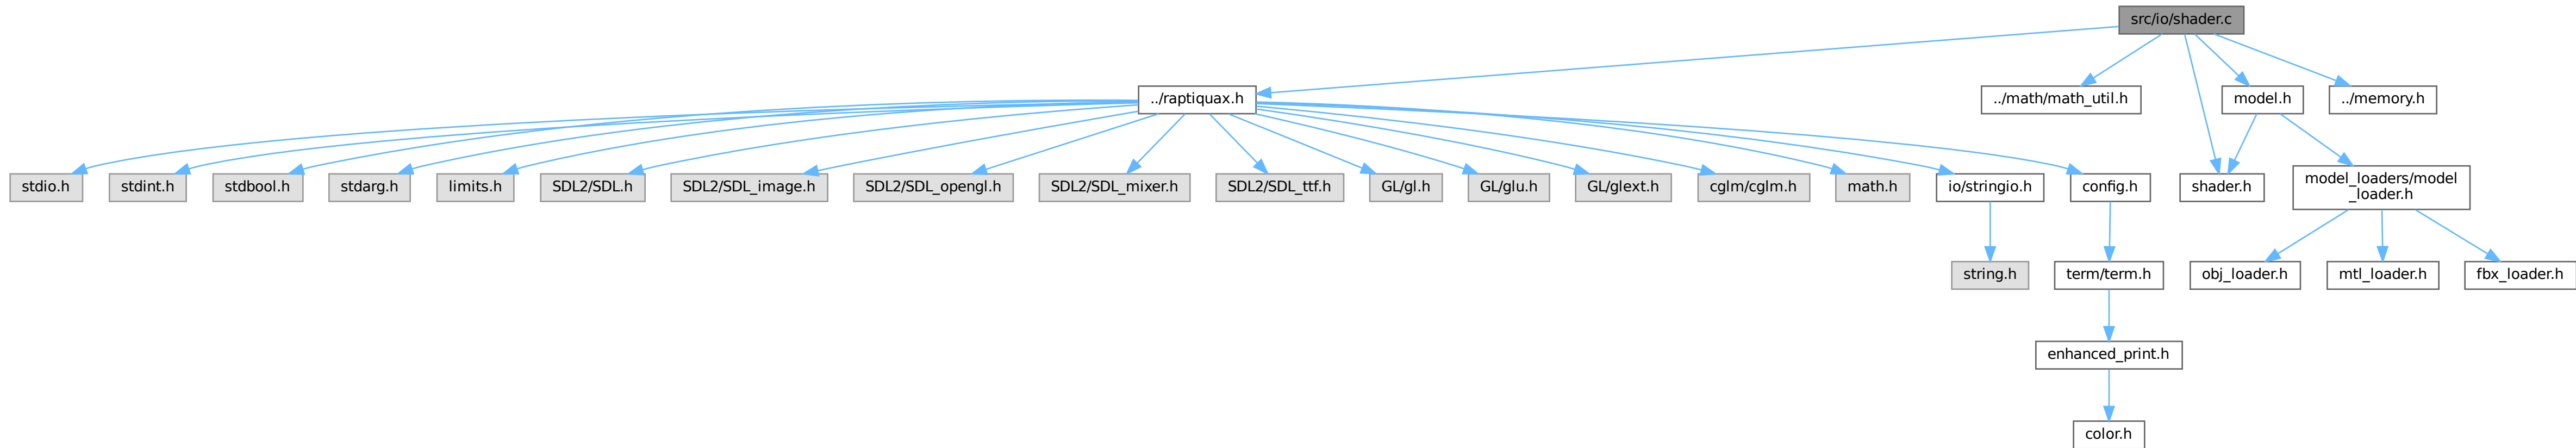 src/io/shader.c
../raptiquax.h
../math/math_util.h
model.h
../memory.h
stdio.h
stdint.h
stdbool.h
stdarg.h
limits.h
SDL2/SDL.h
SDL2/SDL_image.h
SDL2/SDL_opengl.h
SDL2/SDL_mixer.h
SDL2/SDL_ttf.h
GL/gl.h
GL/glu.h
GL/glext.h
cglm/cglm.h
math.h
io/stringio.h
config.h
shader.h
model_loaders/model
_loader.h
string.h
term/term.h
obj_loader.h
mtl_loader.h
fbx_loader.h
enhanced_print.h
color.h